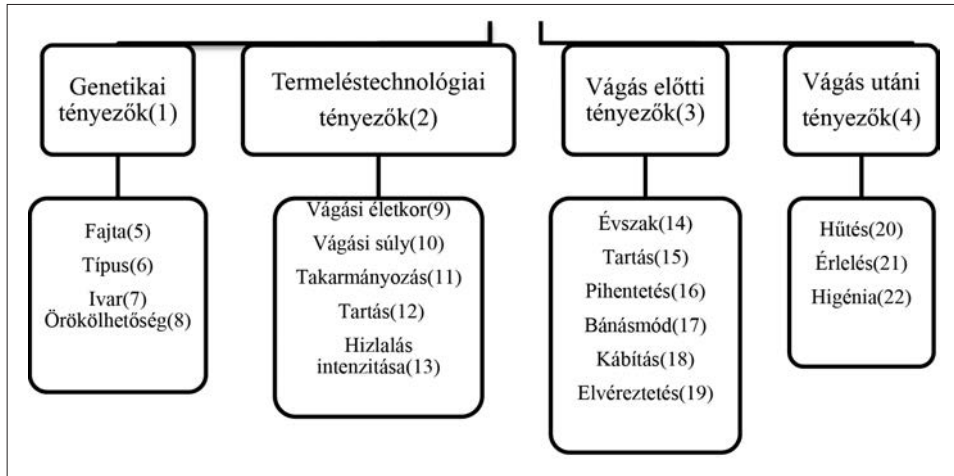 Genetikai
tényezők(1)
Termeléstechnológiai
tényezők(2)
Vágás előtti
tényezők(3)
Vágás utáni
tényezők(4)
Fajta(5)
Típus(6)
Ivar(7)
Örökölhetőség(8)
Vágási életkor(9)
Vágási súly(10)
Takarmányozás(11)
Tartás(12)
Hizlalás
intenzitása(13)
Évszak(14)
Tartás(15)
Pihentetés(16)
Bánásmód(17)
Kábítás(18)
Elvéreztetés(19)
Hűtés(20)
Érlelés(21)
Higénia(22)